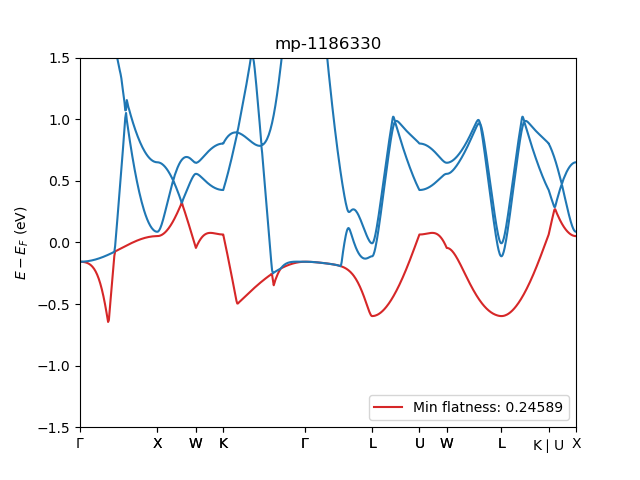 mp-1186330
E − E_F (eV)
1.5
1.0
0.5
0.0
−0.5
−1.0
−1.5
Min flatness: 0.24589
Γ X W K Γ L U W L K | U X